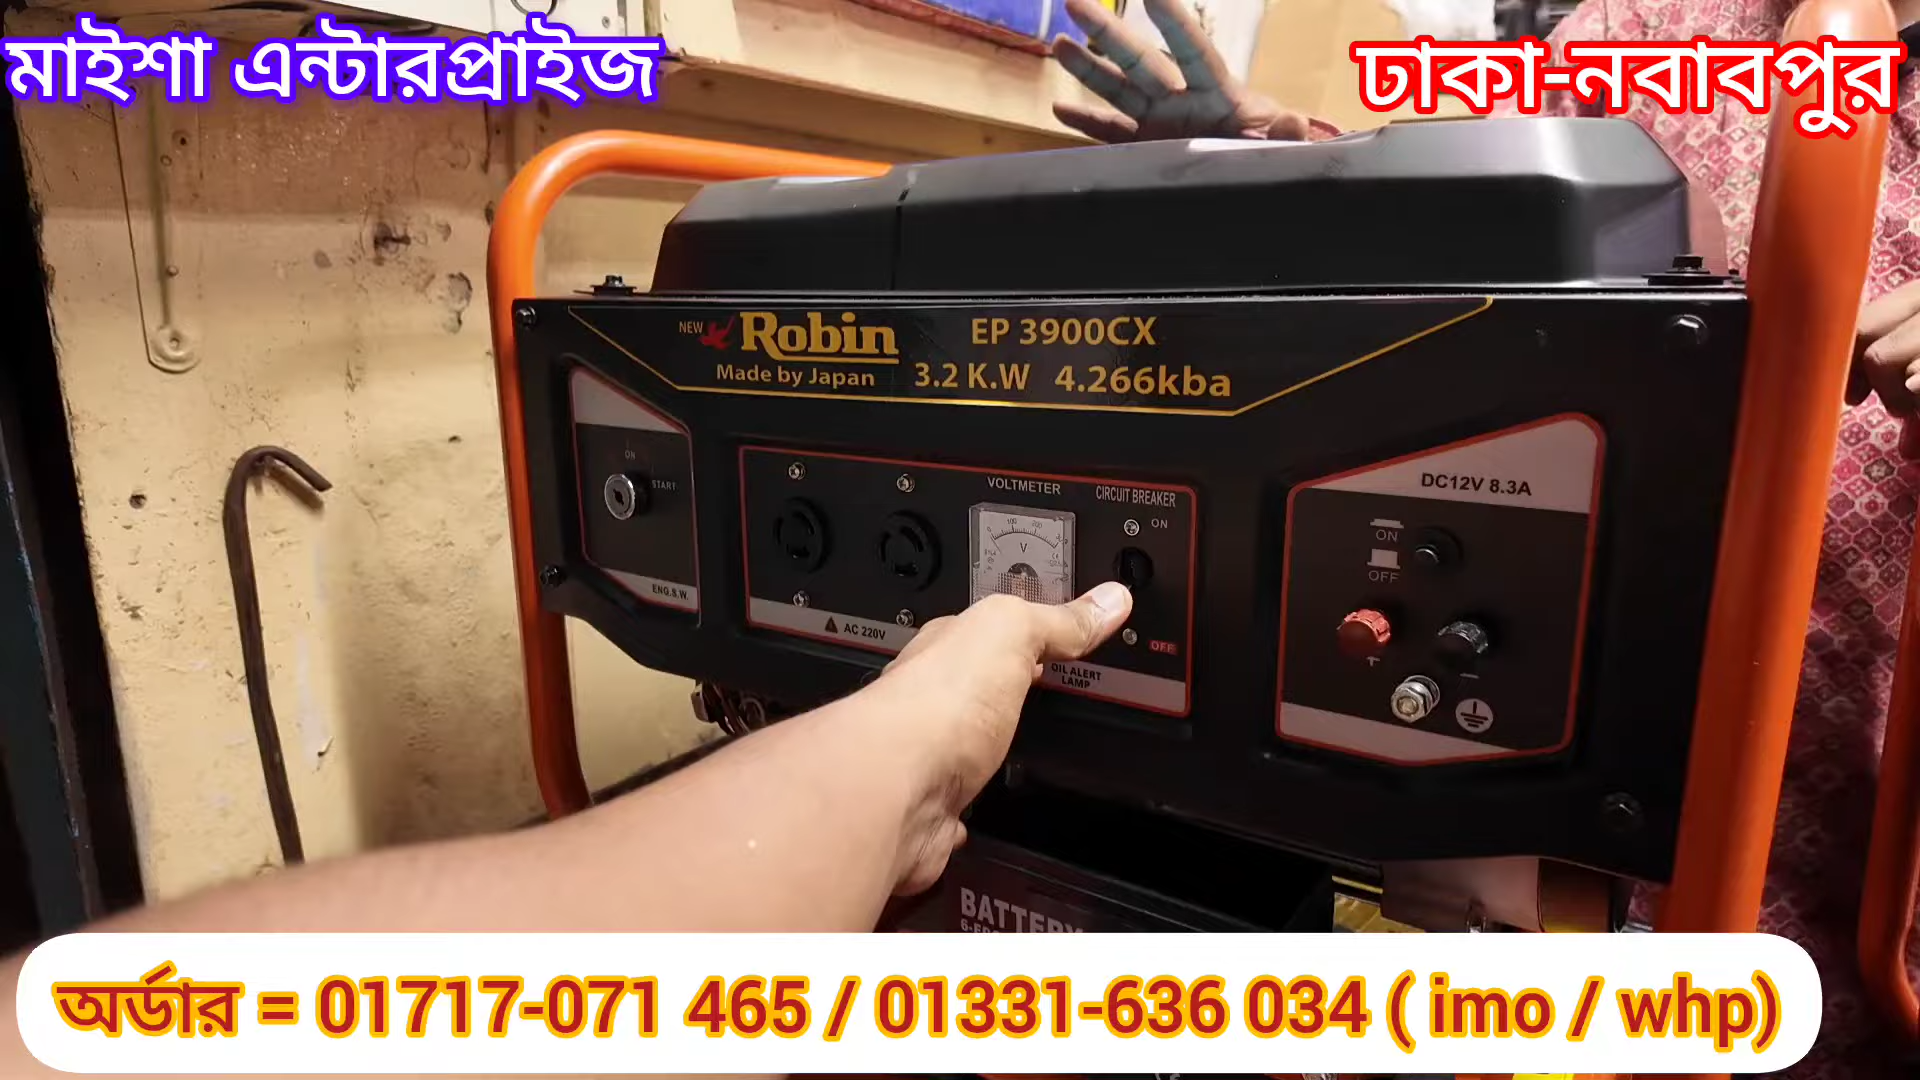 মাইশা এন্টারপ্রাইজ
ঢাকা-নবাবপুর
NEW Robin EP 3900CX
Made by Japan 3.2 K.W 4.266kba
ON
START
ENG.S.W.
VOLTMETER
CIRCUIT BREAKER
ON
100 200
V
OFF
AC 220V
OIL ALERT
LAMP
DC12V 8.3A
ON
OFF
BATTERY
অর্ডার = 01717-071 465 / 01331-636 034 ( imo / whp)